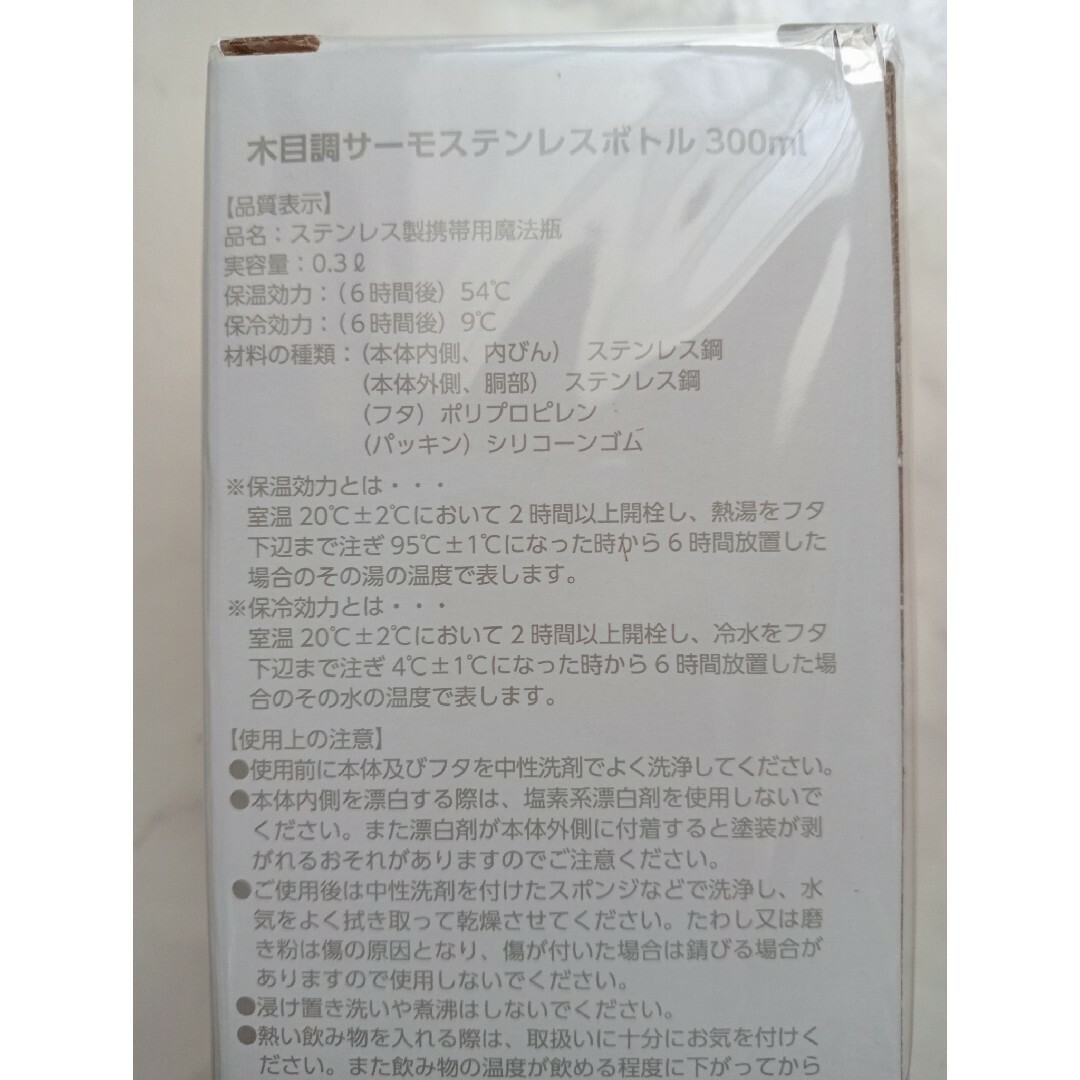 木目調サーモステンレスボトル 300ml
【品質表示】
品名：ステンレス製携帯用魔法瓶
実容量：0.3ℓ
保温効力：（6時間後）54℃
保冷効力：（6時間後）9℃
材料の種類：（本体内側、内びん） ステンレス鋼
（本体外側、胴部） ステンレス鋼
（フタ）ポリプロピレン
（パッキン）シリコーンゴム
※保温効力とは・・・
室温 20℃±2℃において 2 時間以上開栓し、熱湯をフタ
下辺まで注ぎ 95℃±1℃になった時から 6 時間放置した
場合のその湯の温度で表します。
※保冷効力とは・・・
室温 20℃±2℃において 2 時間以上開栓し、冷水をフタ
下辺まで注ぎ 4℃±1℃になった時から 6 時間放置した場
合のその水の温度で表します。
【使用上の注意】
●使用前に本体及びフタを中性洗剤でよく洗浄してください。
●本体内側を漂白する際は、塩素系漂白剤を使用しないで
ください。また漂白剤が本体外側に付着すると塗装が剥
がれるおそれがありますのでご注意ください。
●ご使用後は中性洗剤を付けたスポンジなどで洗浄し、水
気をよく拭き取って乾燥させてください。たわし又は磨
き粉は傷の原因となり、傷が付いた場合は錆びる場合が
ありますので使用しないでください。
●浸け置き洗いや煮沸はしないでください。
●熱い飲み物を入れる際は、取扱いに十分にお気を付けく
ださい。また飲み物の温度が飲める程度に下がってから